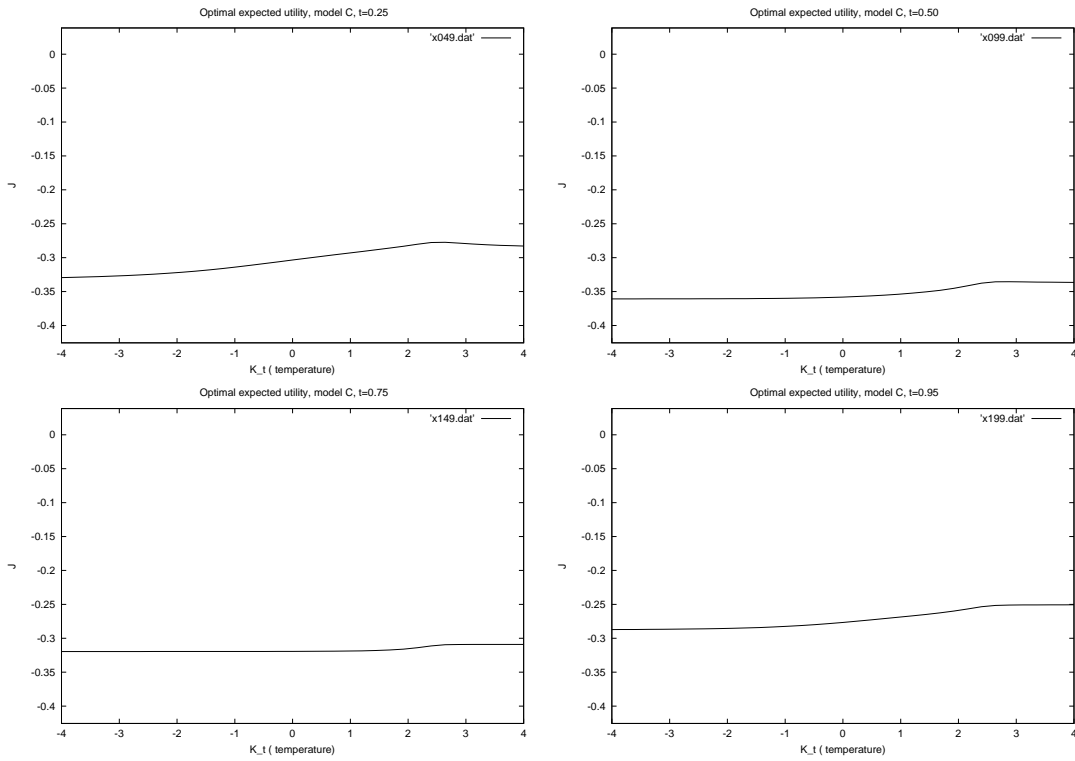 Optimal expected utility, model C, t=0.25
'x049.dat'
0
-0.05
-0.1
-0.15
-0.2
-0.25
-0.3
-0.35
-0.4
J
-4 -3 -2 -1 0 1 2 3 4
K_t ( temperature)
Optimal expected utility, model C, t=0.50
'x099.dat'
0
-0.05
-0.1
-0.15
-0.2
-0.25
-0.3
-0.35
-0.4
J
-4 -3 -2 -1 0 1 2 3 4
K_t ( temperature)
Optimal expected utility, model C, t=0.75
'x149.dat'
0
-0.05
-0.1
-0.15
-0.2
-0.25
-0.3
-0.35
-0.4
J
-4 -3 -2 -1 0 1 2 3 4
K_t ( temperature)
Optimal expected utility, model C, t=0.95
'x199.dat'
0
-0.05
-0.1
-0.15
-0.2
-0.25
-0.3
-0.35
-0.4
J
-4 -3 -2 -1 0 1 2 3 4
K_t ( temperature)